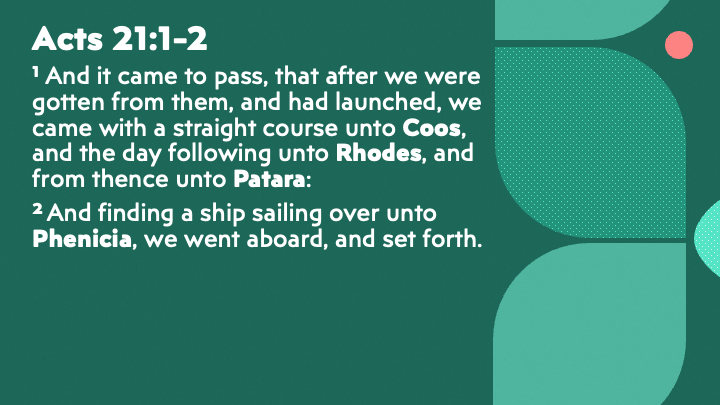 Acts 21:1-2
¹ And it came to pass, that after we were
gotten from them, and had launched, we
came with a straight course unto Coos,
and the day following unto Rhodes, and
from thence unto Patara:
² And finding a ship sailing over unto
Phenicia, we went aboard, and set forth.